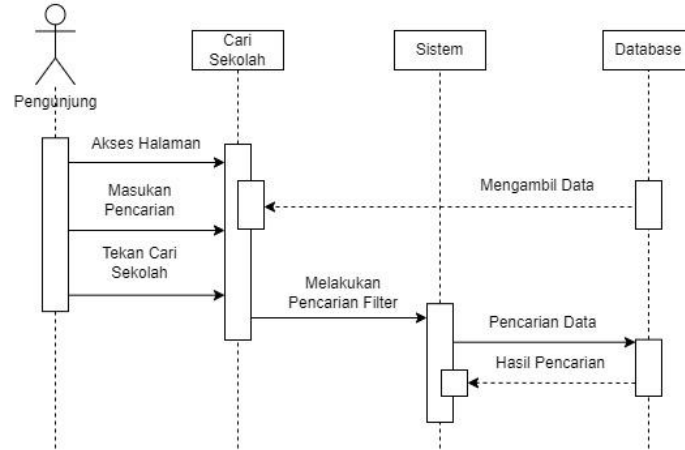 Cari
Sekolah
Sistem
Database
Pengunjung
Akses Halaman
Masukan
Pencarian
Mengambil Data
Tekan Cari
Sekolah
Melakukan
Pencarian Filter
Pencarian Data
Hasil Pencarian